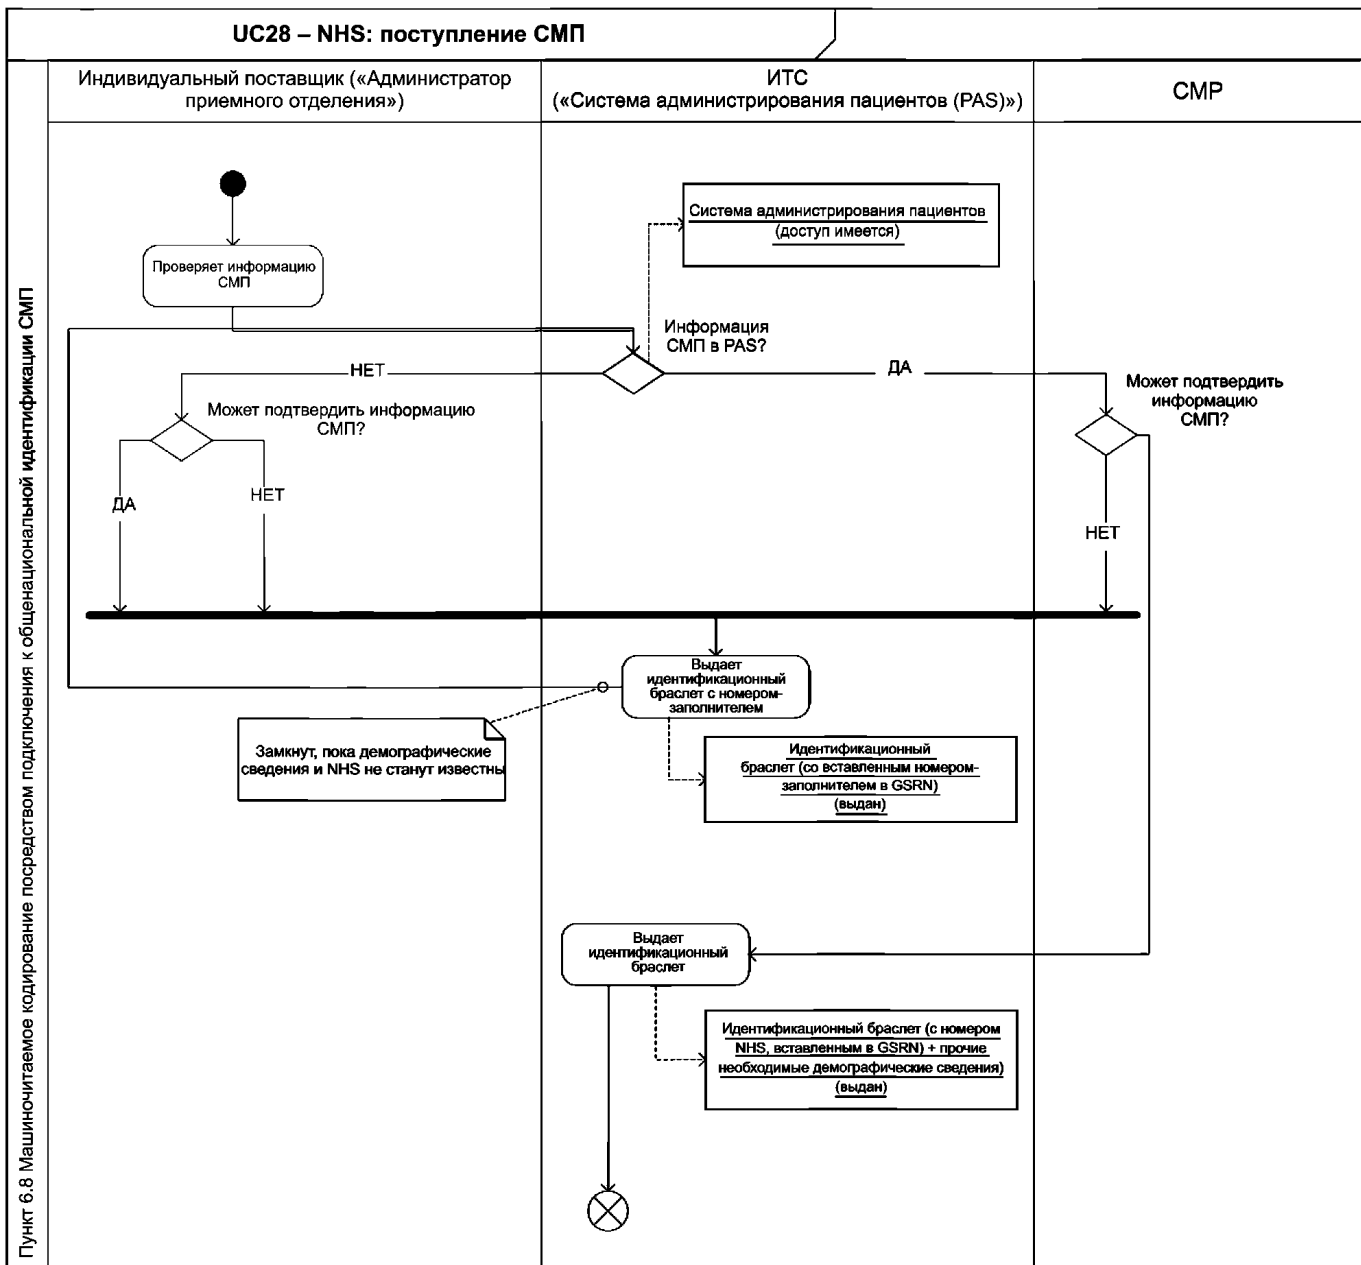 UC28 – NHS: поступление СМП
Пункт 6.8 Машиночитаемое кодирование посредством подключения к общенациональной идентификации СМП
Индивидуальный поставщик («Администратор
приемного отделения»)
ИТС
(«Система администрирования пациентов (PAS)»)
СМР
Система администрирования пациентов
(доступ имеется)
Проверяет информацию
СМП
Информация
СМП в PAS?
НЕТ
ДА
Может подтвердить информацию
СМП?
Может подтвердить
информацию
СМП?
ДА
НЕТ
НЕТ
Выдает
идентификационный
браслет с номером-
заполнителем
Замкнут, пока демографические
сведения и NHS не станут известны
Идентификационный
браслет (со вставленным номером-
заполнителем в GSRN)
(выдан)
Выдает
идентификационный
браслет
Идентификационный браслет (с номером
NHS, вставленным в GSRN) + прочие
необходимые демографические сведения)
(выдан)